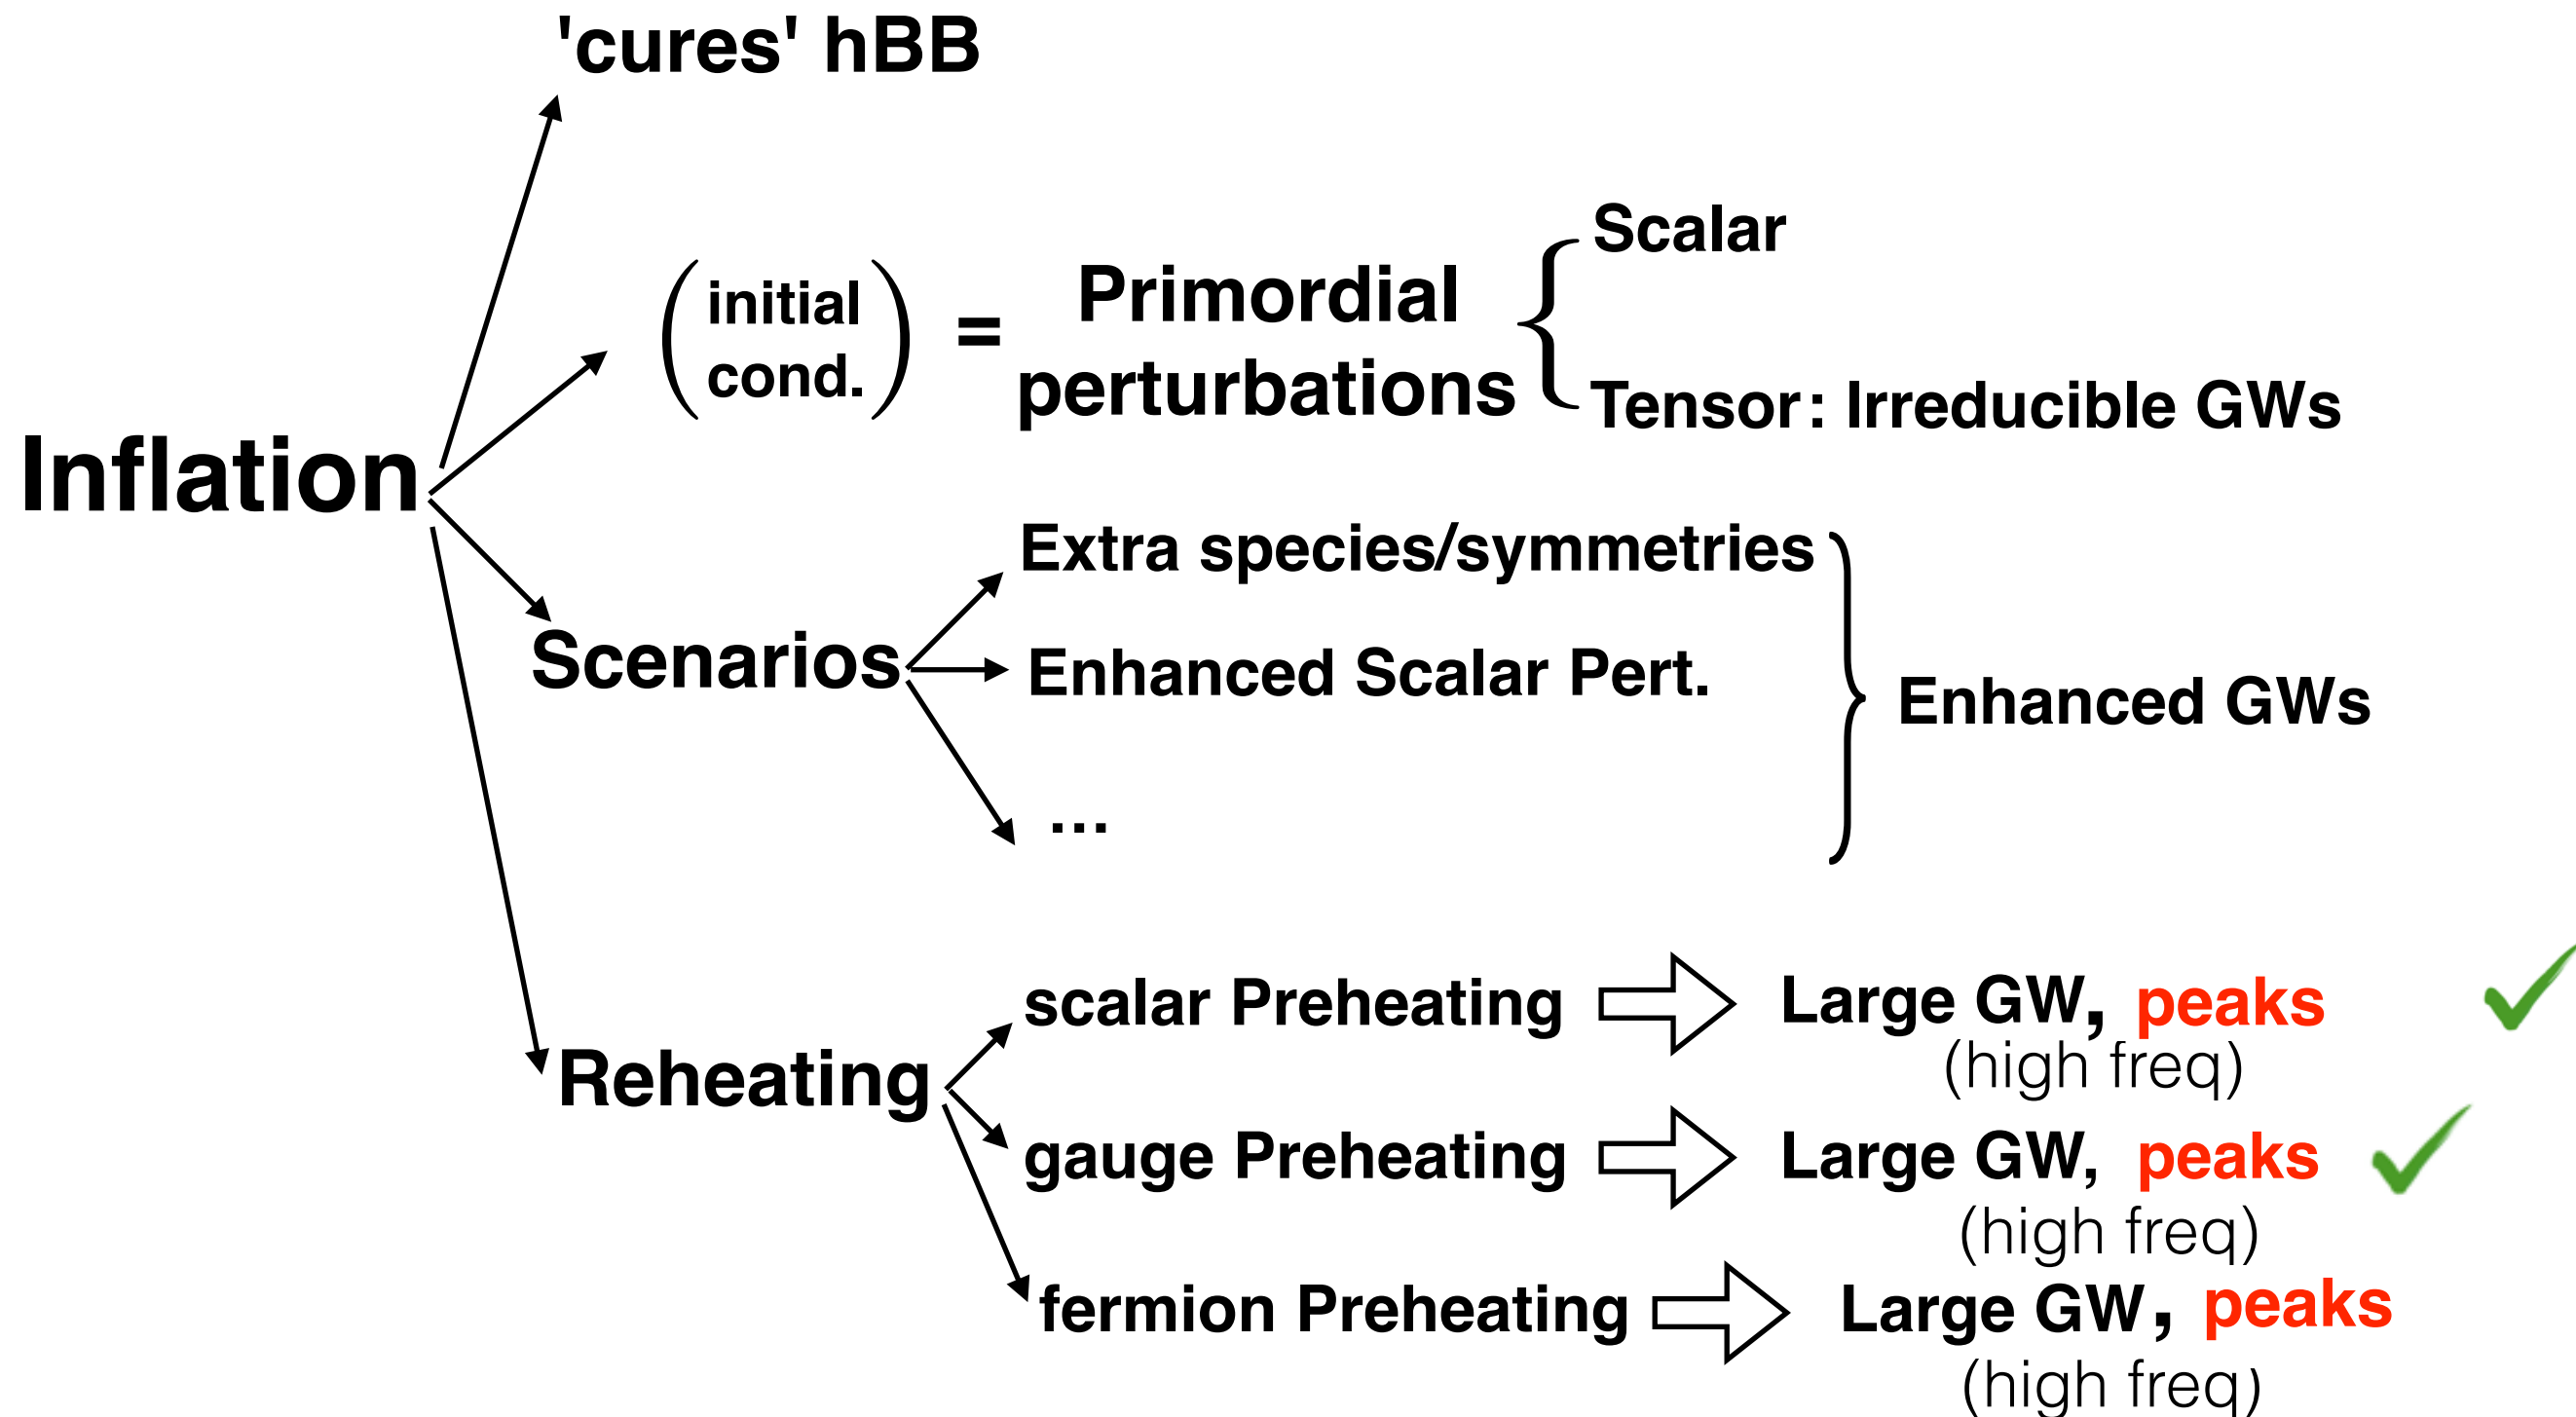 'cures' hBB
initial
cond.
=
Primordial
perturbations
Scalar
Tensor: Irreducible GWs
Inflation
Scenarios
Extra species/symmetries
Enhanced Scalar Pert.
...
Enhanced GWs
Reheating
scalar Preheating
Large GW, peaks
(high freq)
gauge Preheating
Large GW, peaks
(high freq)
fermion Preheating
Large GW, peaks
(high freq)